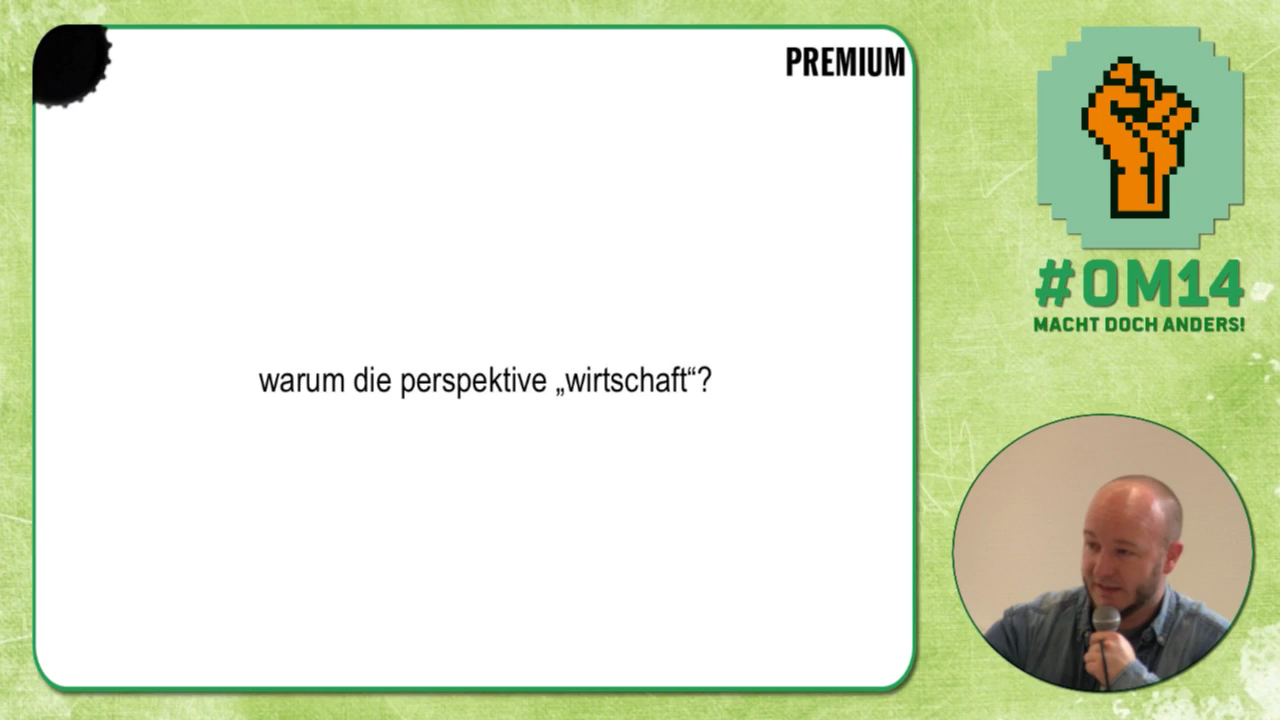 PREMIUM
warum die perspektive „wirtschaft“?
#OM14
MACHT DOCH ANDERS!